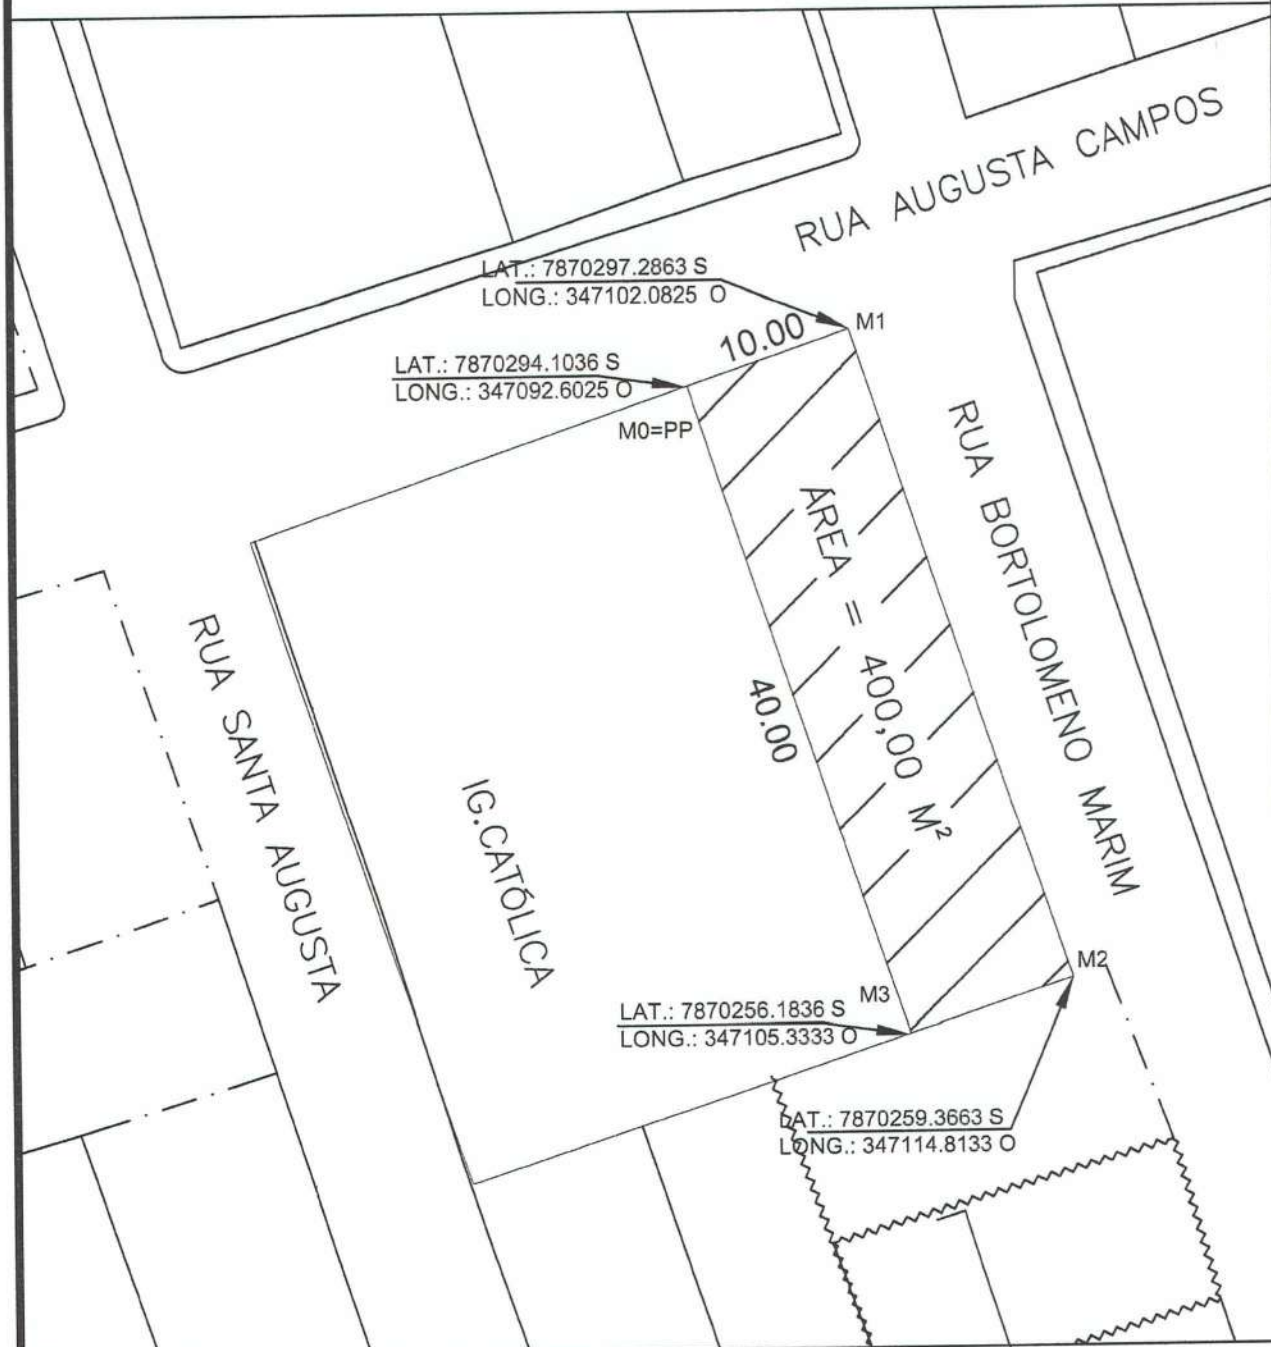 RUA AUGUSTA CAMPOS
LAT.: 7870297.2863 S
LONG.: 347102.0825 O
M1
10.00
LAT.: 7870294.1036 S
LONG.: 347092.6025 O
M0=PP
RUA BORTOLOMENO MARIM
ÁREA = 400,00 M²
40.00
RUA SANTA AUGUSTA
IG.CATÓLICA
M2
M3
LAT.: 7870256.1836 S
LONG.: 347105.3333 O
LAT.: 7870259.3663 S
LONG.: 347114.8133 O